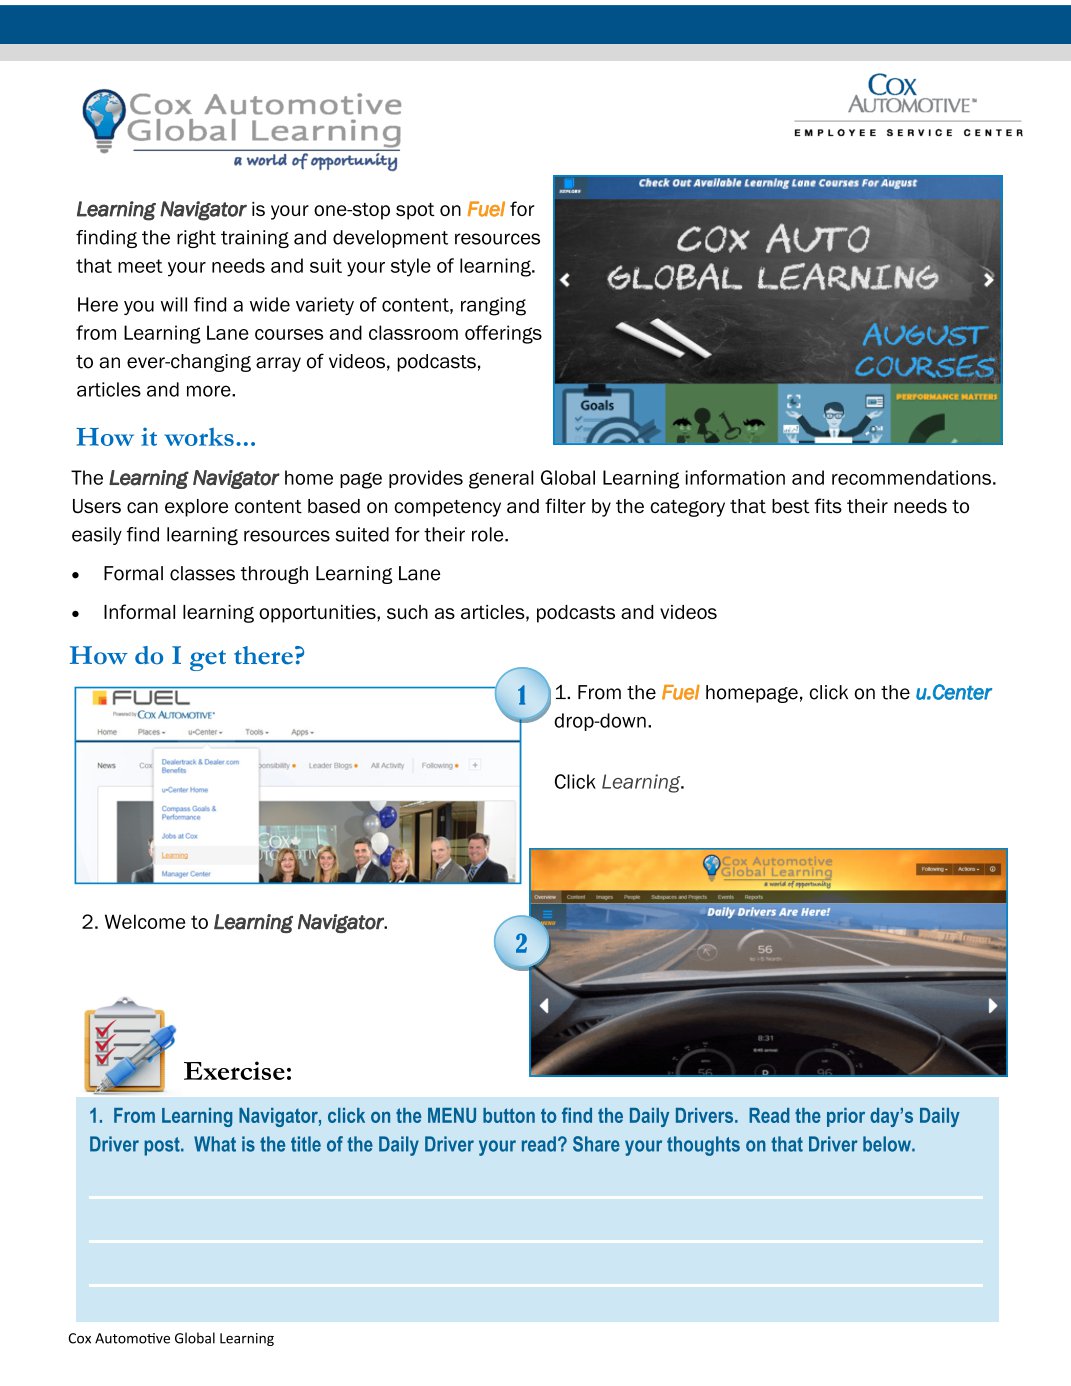 Cox Automotive
Global Learning
a world of opportunity
COX
AUTOMOTIVE™
EMPLOYEE SERVICE CENTER
Learning Navigator is your one-stop spot on Fuel for
finding the right training and development resources
that meet your needs and suit your style of learning.
Here you will find a wide variety of content, ranging
from Learning Lane courses and classroom offerings
to an ever-changing array of videos, podcasts,
articles and more.
EXPLORE
Check Out Available Learning Lane Courses For August
COX AUTO
GLOBAL LEARNING
AUGUST
COURSES
Goals
PERFORMANCE MATTERS
How it works...
The Learning Navigator home page provides general Global Learning information and recommendations.
Users can explore content based on competency and filter by the category that best fits their needs to
easily find learning resources suited for their role.
• Formal classes through Learning Lane
• Informal learning opportunities, such as articles, podcasts and videos
How do I get there?
FUEL
Powered by COX AUTOMOTIVE
Home Places u•Center Tools Apps
News Cox onsibility Leader Blogs All Activity Following +
Dealertrack & Dealer.com
Benefits
u•Center Home
Compass Goals &
Performance
Jobs at Cox
Learning
Manager Center
COX
1
1. From the Fuel homepage, click on the u.Center
drop-down.
Click Learning.
2. Welcome to Learning Navigator.
2
Cox Automotive
Global Learning
a world of opportunity
Following Actions
Overview Content Images People Subspaces and Projects Events Reports
MENU
Daily Drivers Are Here!
56
8:31
56 D 96
Exercise:
1. From Learning Navigator, click on the MENU button to find the Daily Drivers. Read the prior day's Daily
Driver post. What is the title of the Daily Driver your read? Share your thoughts on that Driver below.
Cox Automotive Global Learning